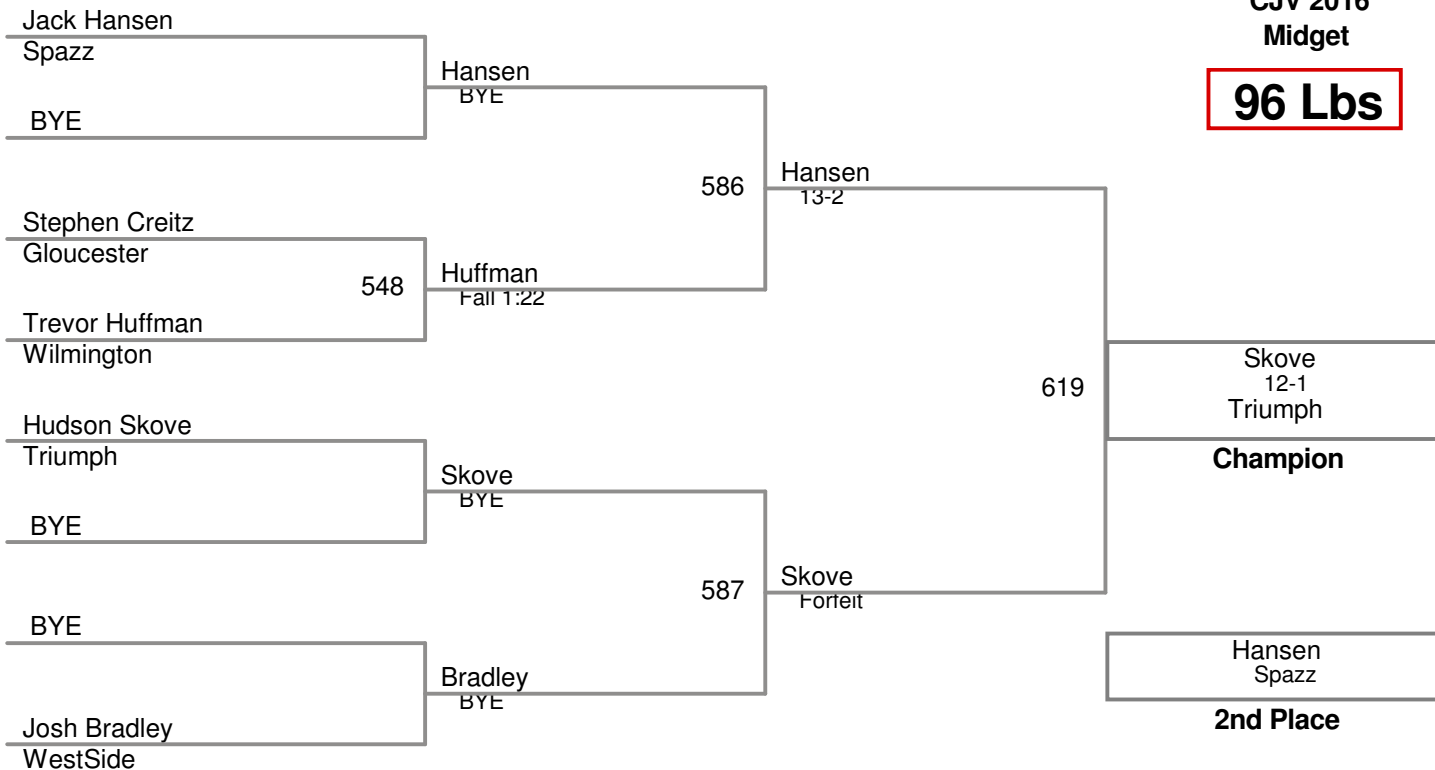 CJV 2016
Midget
96 Lbs
Jack Hansen
Spazz
BYE
Stephen Creitz
Gloucester
548
Trevor Huffman
Wilmington
Hudson Skove
Triumph
BYE
BYE
Josh Bradley
WestSide
Hansen
BYE
586
Huffman
Fall 1:22
Skove
BYE
587
Bradley
BYE
Hansen
13-2
619
Skove
Forfeit
Skove
12-1
Triumph
Champion
Hansen
Spazz
2nd Place